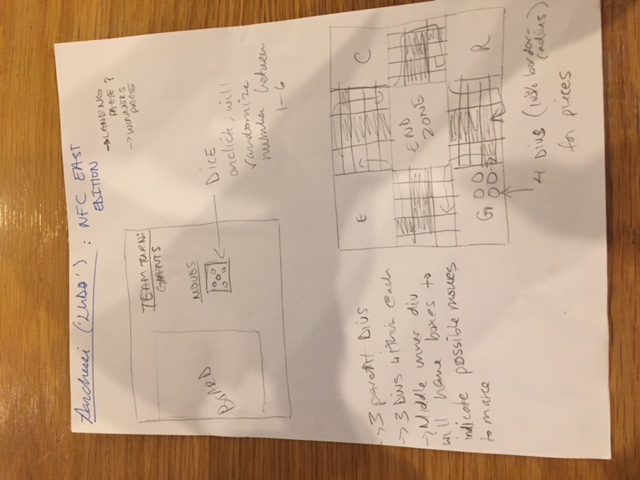 Parchessi ('LUDO') : NFC EAST
EDITION
→ LANDING
PAGE ?
→ WINNERS
PAGE
TEAM TURN:
GIANTS
BOARD
MOVES
DICE
onclick, will
randomize
number between
1-6
→ 3 parent Divs
→ 3 Divs within each
→ Middle inner div
will have boxes to
indicate possible moves
to make
E
C
END
ZONE
G
R
4 Divs (border-
radius)
for pieces